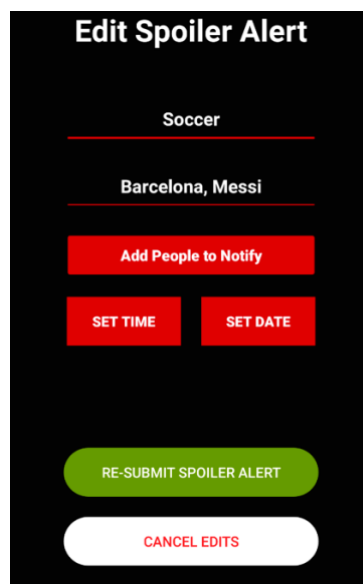 Edit Spoiler Alert
Soccer
Barcelona, Messi
Add People to Notify
SET TIME SET DATE
RE-SUBMIT SPOILER ALERT
CANCEL EDITS